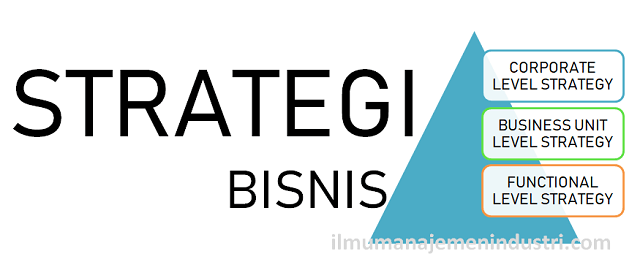 STRATEGI
BISNIS
CORPORATE
LEVEL STRATEGY
BUSINESS UNIT
LEVEL STRATEGY
FUNCTIONAL
LEVEL STRATEGY
ilmumanajemenindustri.com